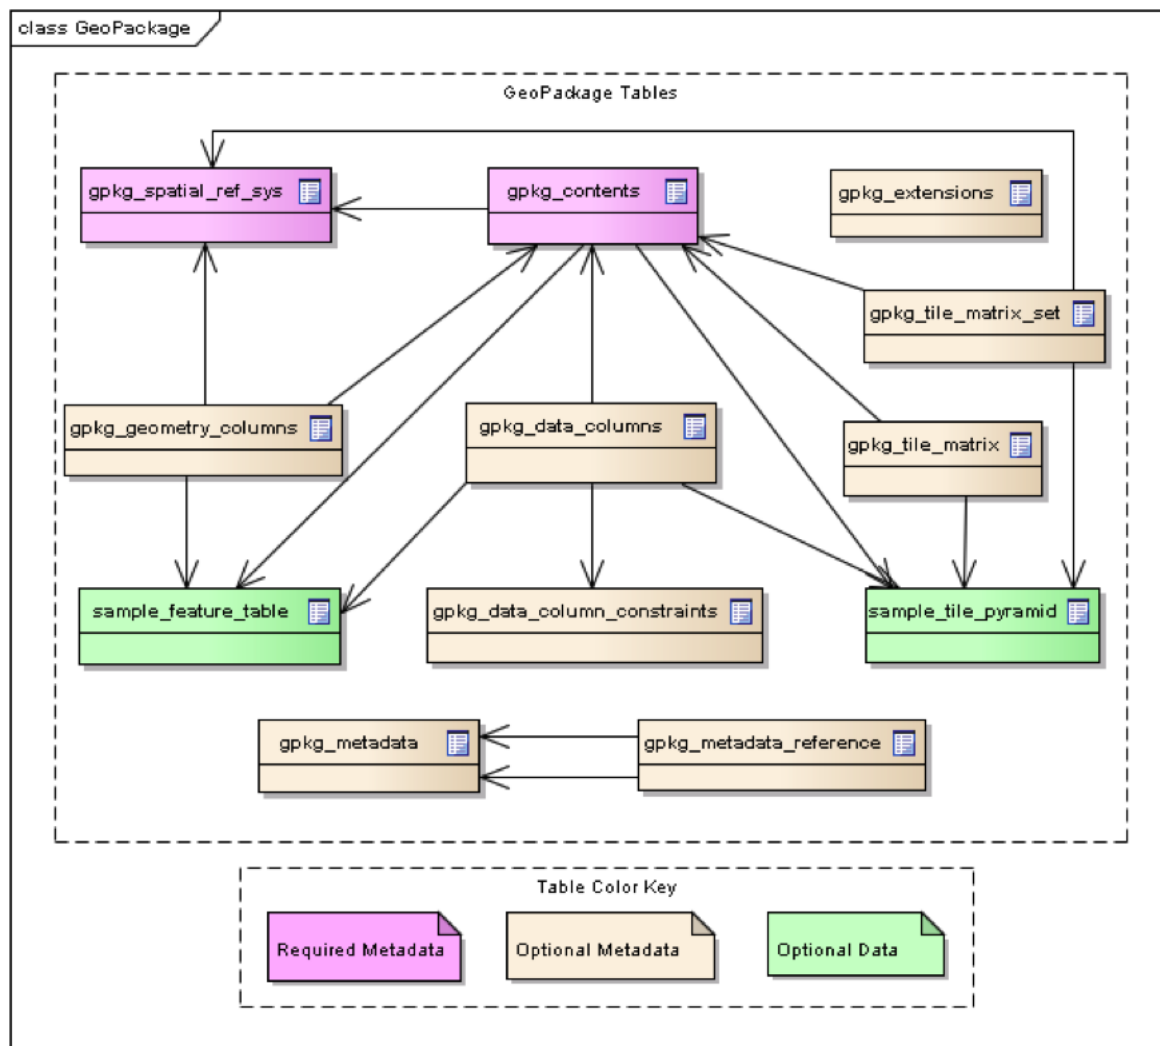 class GeoPackage
GeoPackage Tables
gpkg_spatial_ref_sys
gpkg_contents
gpkg_extensions
gpkg_tile_matrix_set
gpkg_geometry_columns
gpkg_data_columns
gpkg_tile_matrix
sample_feature_table
gpkg_data_column_constraints
sample_tile_pyramid
gpkg_metadata
gpkg_metadata_reference
Table Color Key
Required Metadata
Optional Metadata
Optional Data